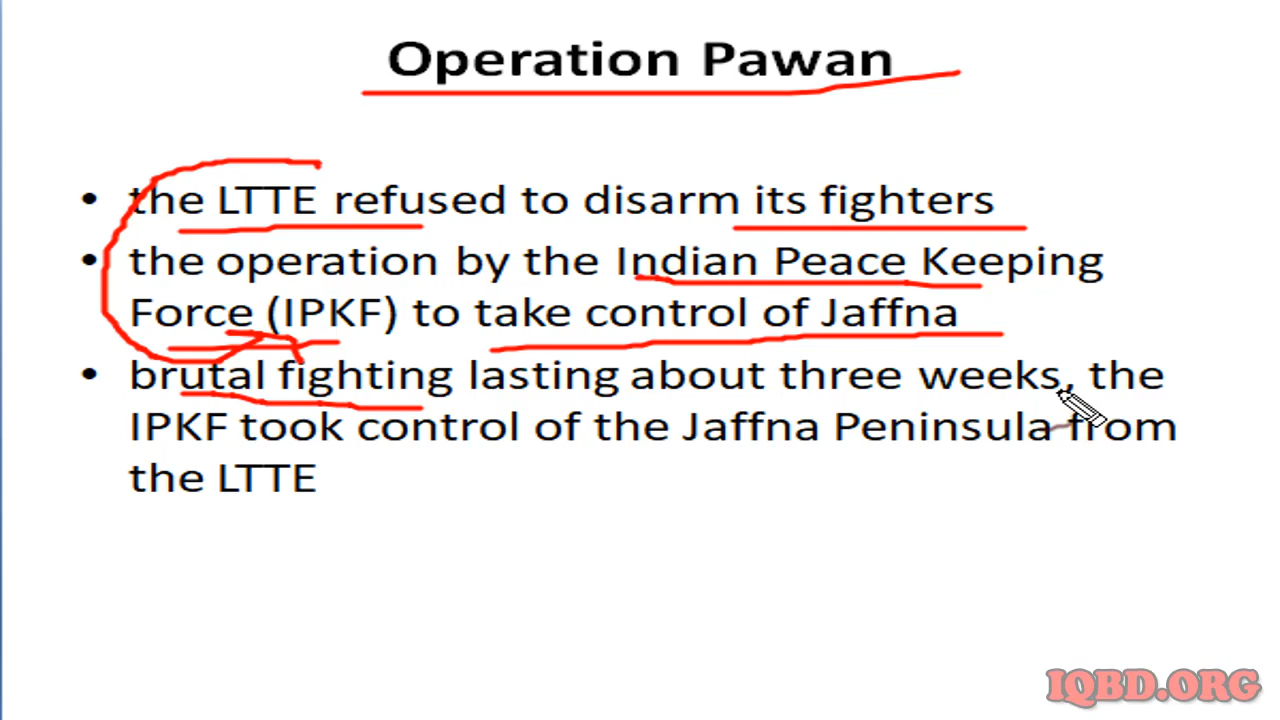 Operation Pawan
• the LTTE refused to disarm its fighters
• the operation by the Indian Peace Keeping
Force (IPKF) to take control of Jaffna
• brutal fighting lasting about three weeks, the
IPKF took control of the Jaffna Peninsula from
the LTTE
IQBD.ORG